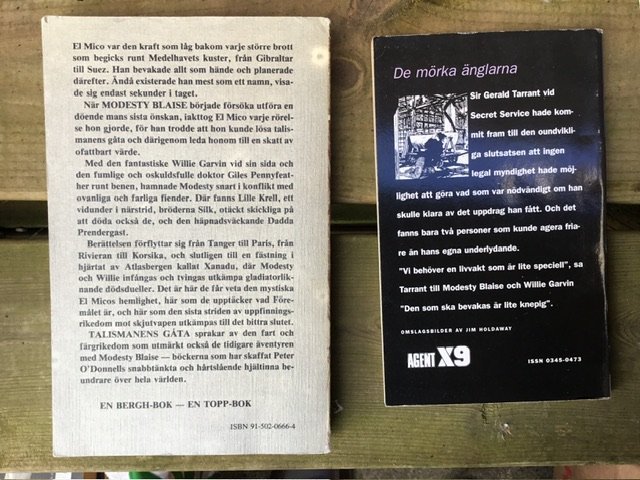 El Mico var den kraft som låg bakom varje större brott
som begicks runt Medelhavets kuster, från Gibraltar
till Suez. Han bevakade allt som hände och planerade
därefter. Ändå existerade han mest som ett namn, visa-
de sig endast sekunder i taget.
När MODESTY BLAISE började försöka utföra en
döende mans sista önskan, iakttog El Mico varje rörel-
se hon gjorde, för han trodde att hon kunde lösa talis-
manens gåta och därigenom leda honom till en skatt av
ofattbart värde.
Med den fantastiske Willie Garvin vid sin sida och
den fumlige och oskuldsfulle doktor Giles Pennyfeat-
her runt benen, hamnade Modesty snart i konflikt med
ovanliga och farliga fiender. Där fanns Lille Krell, ett
vidunder i närstrid, bröderna Silk, otäckt skickliga på
att döda också de, och den häpnadsväckande Dadda
Prendergast.
Berättelsen förflyttar sig från Tanger till Paris, från
Rivieran till Korsika, och slutligen till en fästning i
hjärtat av Atlasbergen kallat Xanadu, där Modesty
och Willie infångas och tvingas utkämpa gladiatorlik-
nande dödsdueller. Det är här de får veta den mystiska
El Micos hemlighet, här som de upptäcker vad Före-
målet är, och här som den sista striden av uppfinnings-
rikedom mot skjutvapen utkämpas till det bittra slutet.
TALISMANENS GÅTA sprakar av den fart och
färgrikedom som utmärkt också de tidigare äventyren
med Modesty Blaise — böckerna som har skaffat Peter
O'Donnells snabbtänkta och hårtslående hjältinna be-
undrare över hela världen.
EN BERGH-BOK — EN TOPP-BOK
ISBN 91-502-0666-4
De mörka änglarna
Sir Gerald Tarrant vid
Secret Service hade kom-
mit fram till den oundvikli-
ga slutsatsen att ingen
legal myndighet hade möj-
lighet att göra vad som var nödvändigt om han
skulle klara av det uppdrag han fått. Och det
fanns bara två personer som kunde agera fria-
re än hans egna underlydande.
"Vi behöver en livvakt som är lite speciell", sa
Tarrant till Modesty Blaise och Willie Garvin
"Den som ska bevakas är lite knepig".
OMSLAGSBILDER AV JIM HOLDAWAY
AGENT X9
ISSN 0345-0473